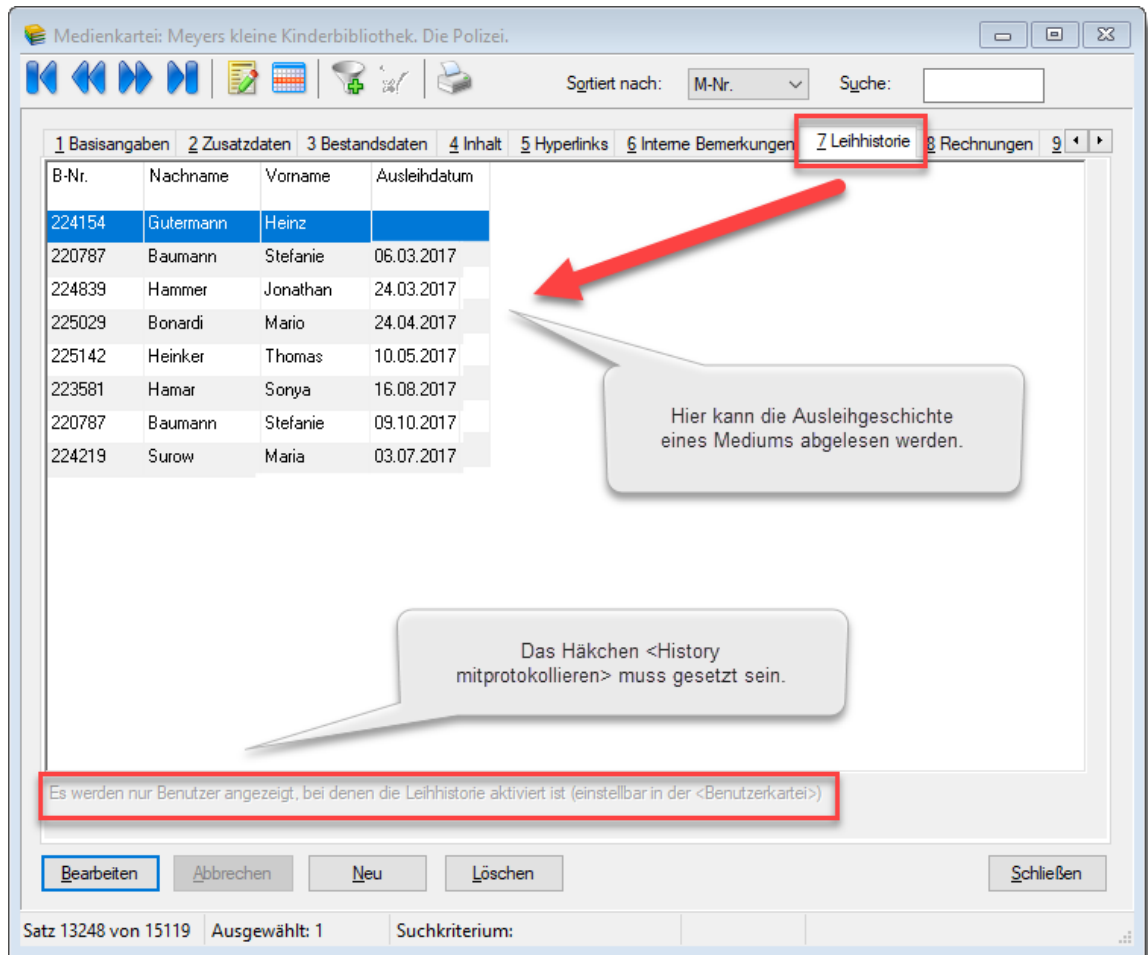 Medienkartei: Meyers kleine Kinderbibliothek. Die Polizei.
Sortiert nach: M-Nr. Suche:
1 Basisangaben 2 Zusatzdaten 3 Bestandsdaten 4 Inhalt 5 Hyperlinks 6 Interne Bemerkungen 7 Leihhistorie 8 Rechnungen 9
B-Nr. Nachname Vorname Ausleihdatum
224154 Gutermann Heinz
220787 Baumann Stefanie 06.03.2017
224839 Hammer Jonathan 24.03.2017
225029 Bonardi Mario 24.04.2017
225142 Heinker Thomas 10.05.2017
223581 Hamar Sonya 16.08.2017
220787 Baumann Stefanie 09.10.2017
224219 Surow Maria 03.07.2017
Hier kann die Ausleihgeschichte
eines Mediums abgelesen werden.
Das Häkchen <History
mitprotokollieren> muss gesetzt sein.
Es werden nur Benutzer angezeigt, bei denen die Leihhistorie aktiviert ist (einstellbar in der <Benutzerkartei>)
Bearbeiten Abbrechen Neu Löschen Schließen
Satz 13248 von 15119 Ausgewählt: 1 Suchkriterium: